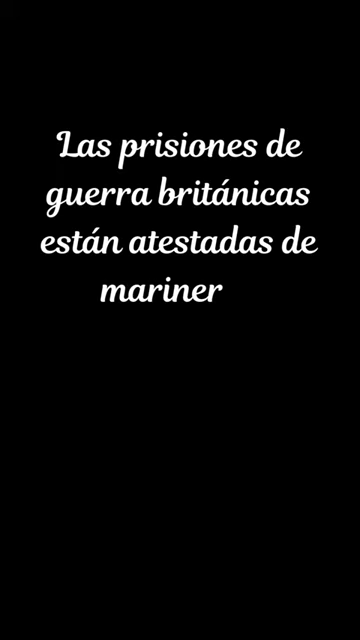 Las prisiones de
guerra británicas
están atestadas de
mariner